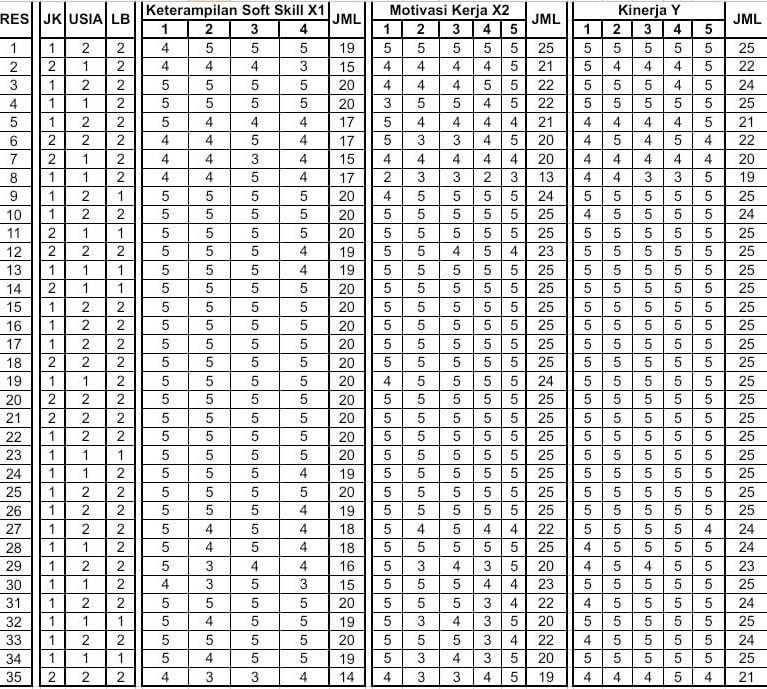 RES JK USIA LB Keterampilan Soft Skill X1 JML Motivasi Kerja X2 JML Kinerja Y JML
1 2 3 4 1 2 3 4 5 1 2 3 4 5
1 1 2 2 4 5 5 5 19 5 5 5 5 5 25 5 5 5 5 5 25
2 2 1 2 4 4 4 3 15 4 4 4 4 5 21 5 4 4 4 5 22
3 1 2 2 5 5 5 5 20 4 4 4 5 5 22 5 5 5 4 5 24
4 1 1 2 5 5 5 5 20 3 5 5 4 5 22 5 5 5 5 5 25
5 1 2 2 5 4 4 4 17 5 4 4 4 4 21 4 4 4 4 5 21
6 2 2 2 4 4 5 4 17 5 3 3 4 5 20 4 5 4 5 4 22
7 2 1 2 4 4 3 4 15 4 4 4 4 4 20 4 4 4 4 4 20
8 1 1 2 4 4 5 4 17 2 3 3 2 3 13 4 4 3 3 5 19
9 1 2 1 5 5 5 5 20 4 5 5 5 5 24 5 5 5 5 5 25
10 1 2 2 5 5 5 5 20 5 5 5 5 5 25 4 5 5 5 5 24
11 2 1 1 5 5 5 5 20 5 5 5 5 5 25 5 5 5 5 5 25
12 2 2 2 5 5 5 4 19 5 5 4 5 4 23 5 5 5 5 5 25
13 1 1 1 5 5 5 4 19 5 5 5 5 5 25 5 5 5 5 5 25
14 2 1 1 5 5 5 5 20 5 5 5 5 5 25 5 5 5 5 5 25
15 1 2 2 5 5 5 5 20 5 5 5 5 5 25 5 5 5 5 5 25
16 1 2 2 5 5 5 5 20 5 5 5 5 5 25 5 5 5 5 5 25
17 1 2 2 5 5 5 5 20 5 5 5 5 5 25 5 5 5 5 5 25
18 2 2 2 5 5 5 5 20 5 5 5 5 5 25 5 5 5 5 5 25
19 1 1 2 5 5 5 5 20 4 5 5 5 5 24 5 5 5 5 5 25
20 2 2 2 5 5 5 5 20 5 5 5 5 5 25 5 5 5 5 5 25
21 2 2 2 5 5 5 5 20 5 5 5 5 5 25 5 5 5 5 5 25
22 1 2 2 5 5 5 5 20 5 5 5 5 5 25 5 5 5 5 5 25
23 1 1 1 5 5 5 5 20 5 5 5 5 5 25 5 5 5 5 5 25
24 1 1 2 5 5 5 4 19 5 5 5 5 5 25 5 5 5 5 5 25
25 1 2 2 5 5 5 5 20 5 5 5 5 5 25 5 5 5 5 5 25
26 1 2 2 5 5 5 4 19 5 5 5 5 5 25 5 5 5 5 5 25
27 1 2 2 5 4 5 4 18 5 4 5 4 4 22 5 5 5 5 4 24
28 1 1 2 5 4 5 4 18 5 5 5 5 5 25 4 5 5 5 5 24
29 1 2 2 5 3 4 4 16 5 3 4 3 5 20 4 5 4 5 5 23
30 1 1 2 4 3 5 3 15 5 5 5 4 4 23 5 5 5 5 5 25
31 1 2 2 5 5 5 5 20 5 5 5 3 4 22 4 5 5 5 5 24
32 1 1 1 5 4 5 5 19 5 3 4 3 5 20 5 5 5 5 5 25
33 1 2 2 5 5 5 5 20 5 5 5 3 4 22 4 5 5 5 5 24
34 1 1 1 5 4 5 5 19 5 3 4 3 5 20 5 5 5 5 5 25
35 2 2 2 4 3 3 4 14 4 3 3 4 5 19 4 4 4 5 4 21